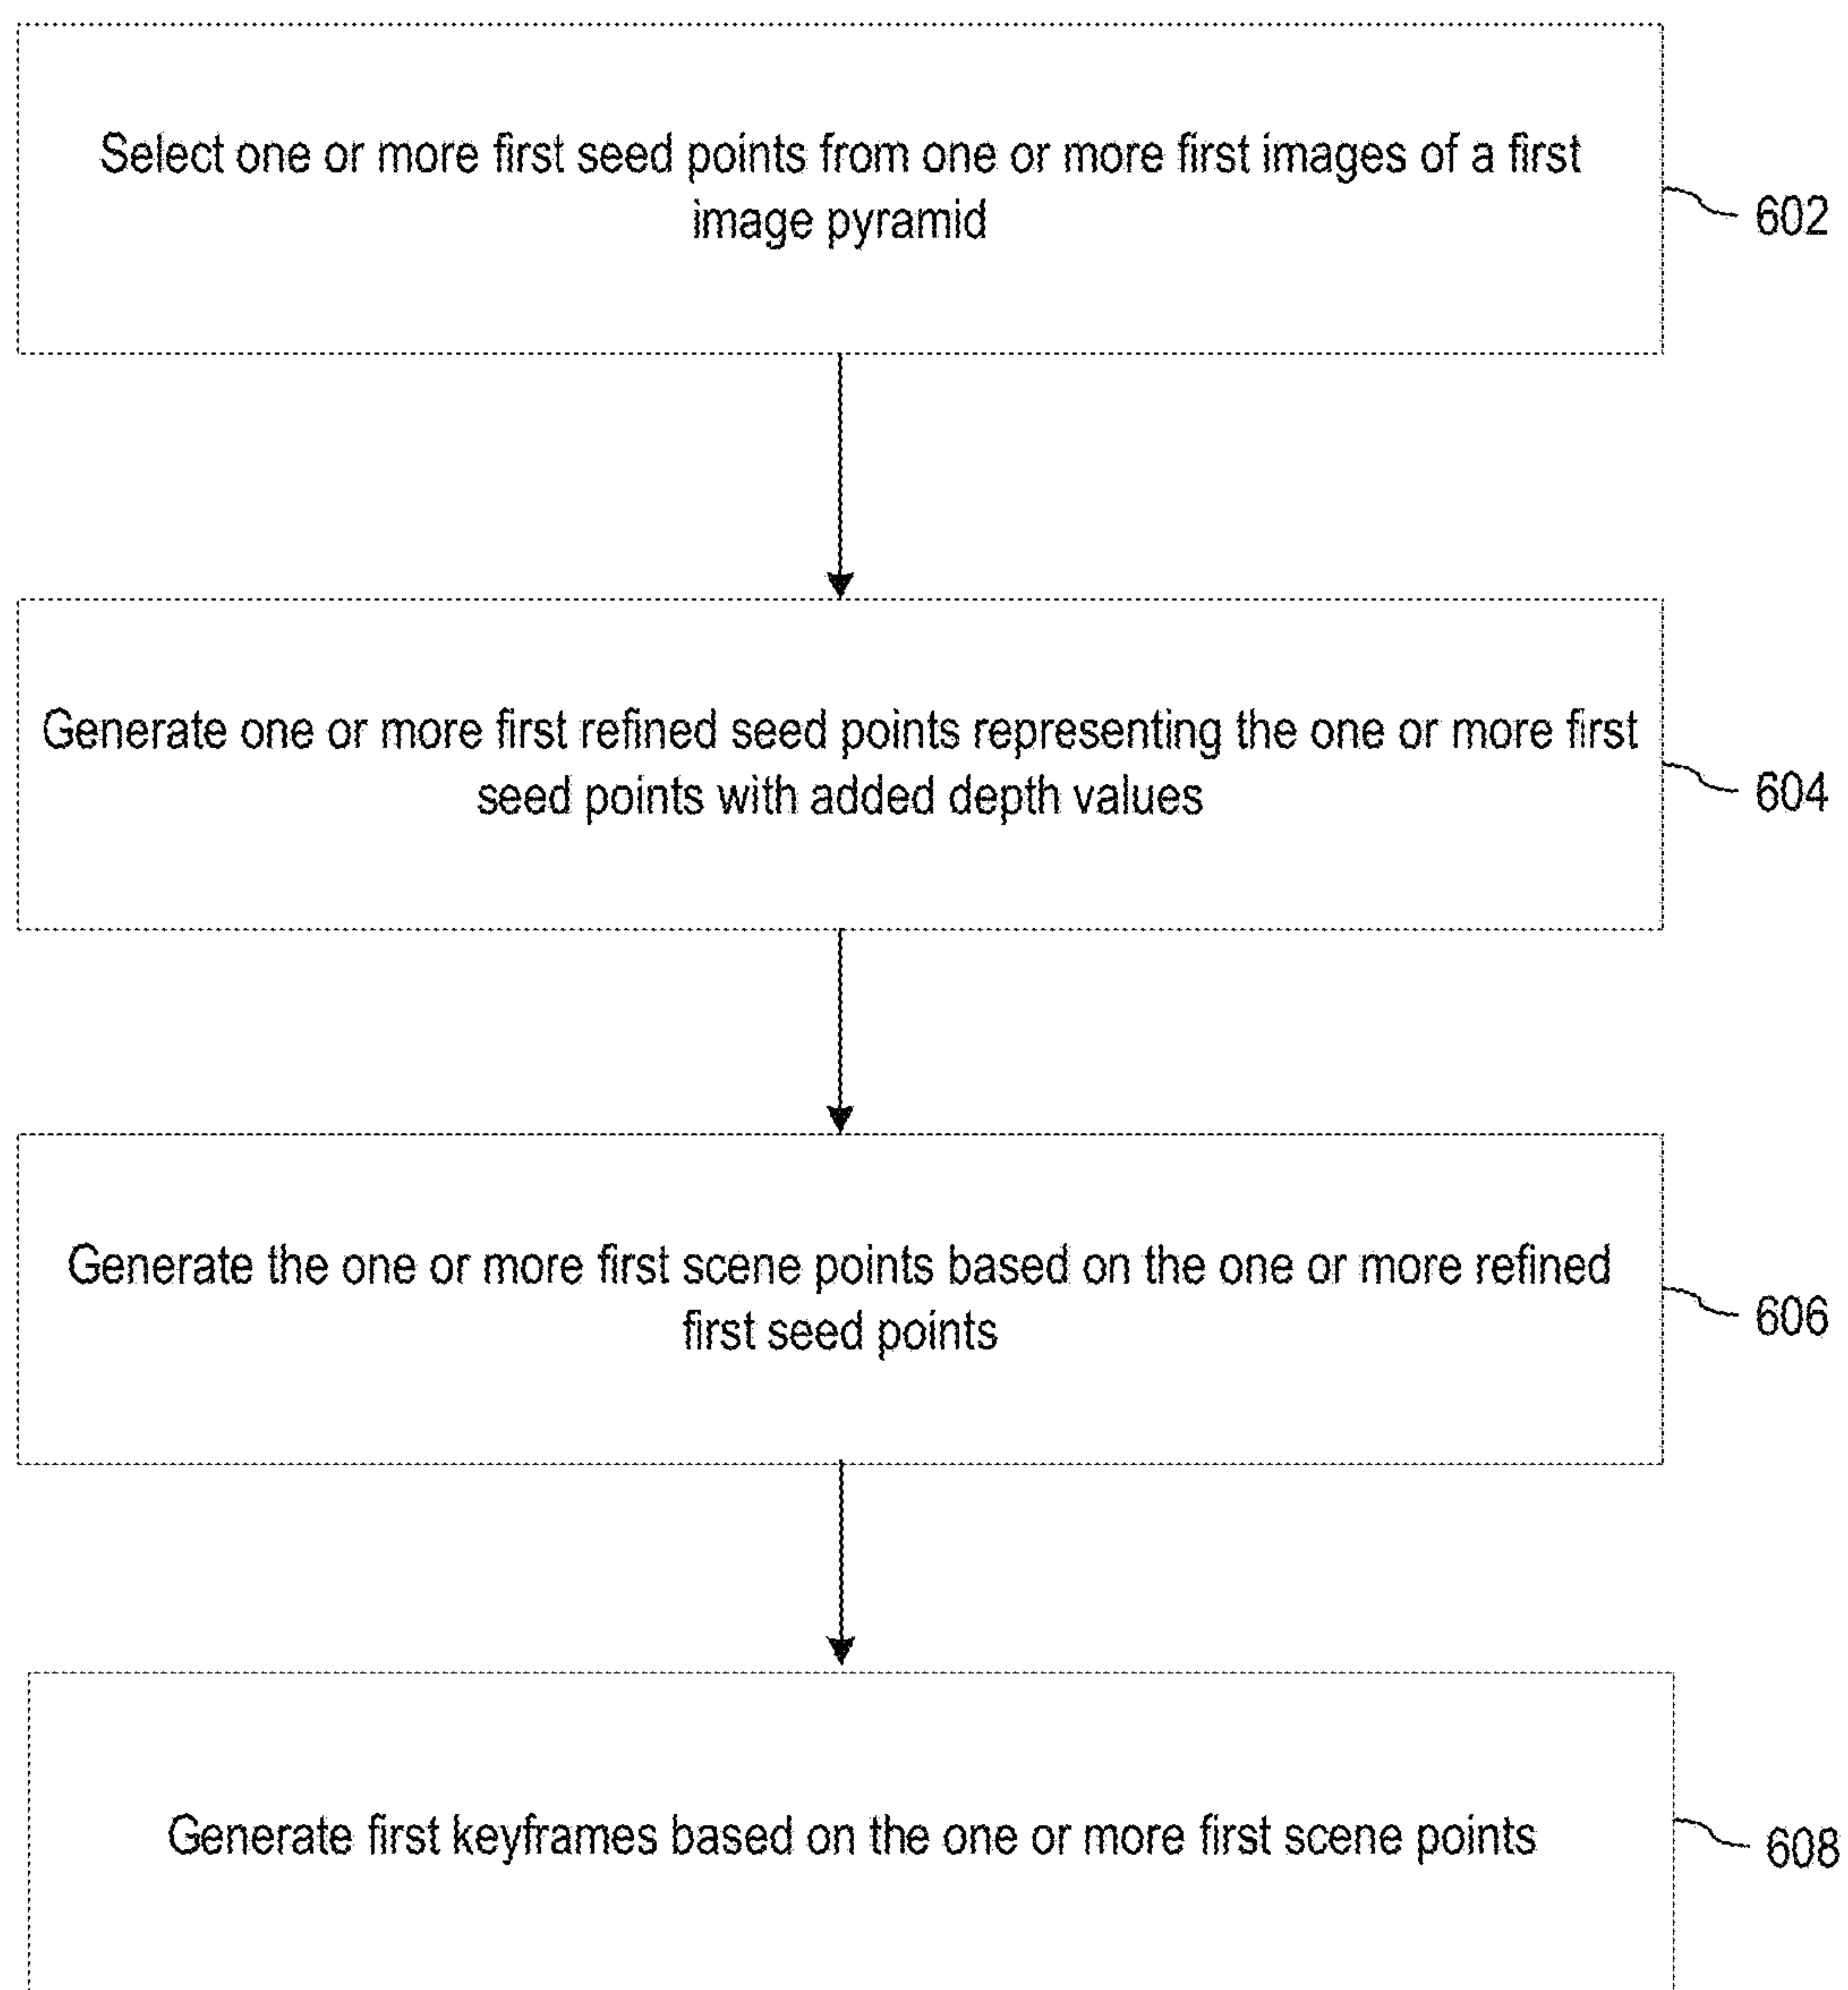 Select one or more first seed points from one or more first images of a first
image pyramid
602
Generate one or more first refined seed points representing the one or more first
seed points with added depth values
604
Generate the one or more first scene points based on the one or more refined
first seed points
606
Generate first keyframes based on the one or more first scene points
608